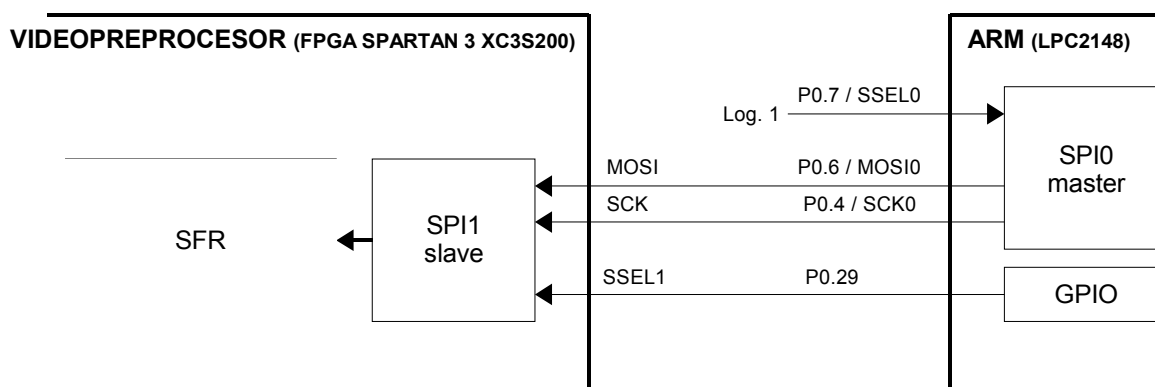 VIDEOPREPROCESOR (FPGA SPARTAN 3 XC3S200)
ARM (LPC2148)
P0.7 / SSEL0
Log. 1
SPI0
master
MOSI
P0.6 / MOSI0
SCK
P0.4 / SCK0
SFR
SPI1
slave
SSEL1
P0.29
GPIO